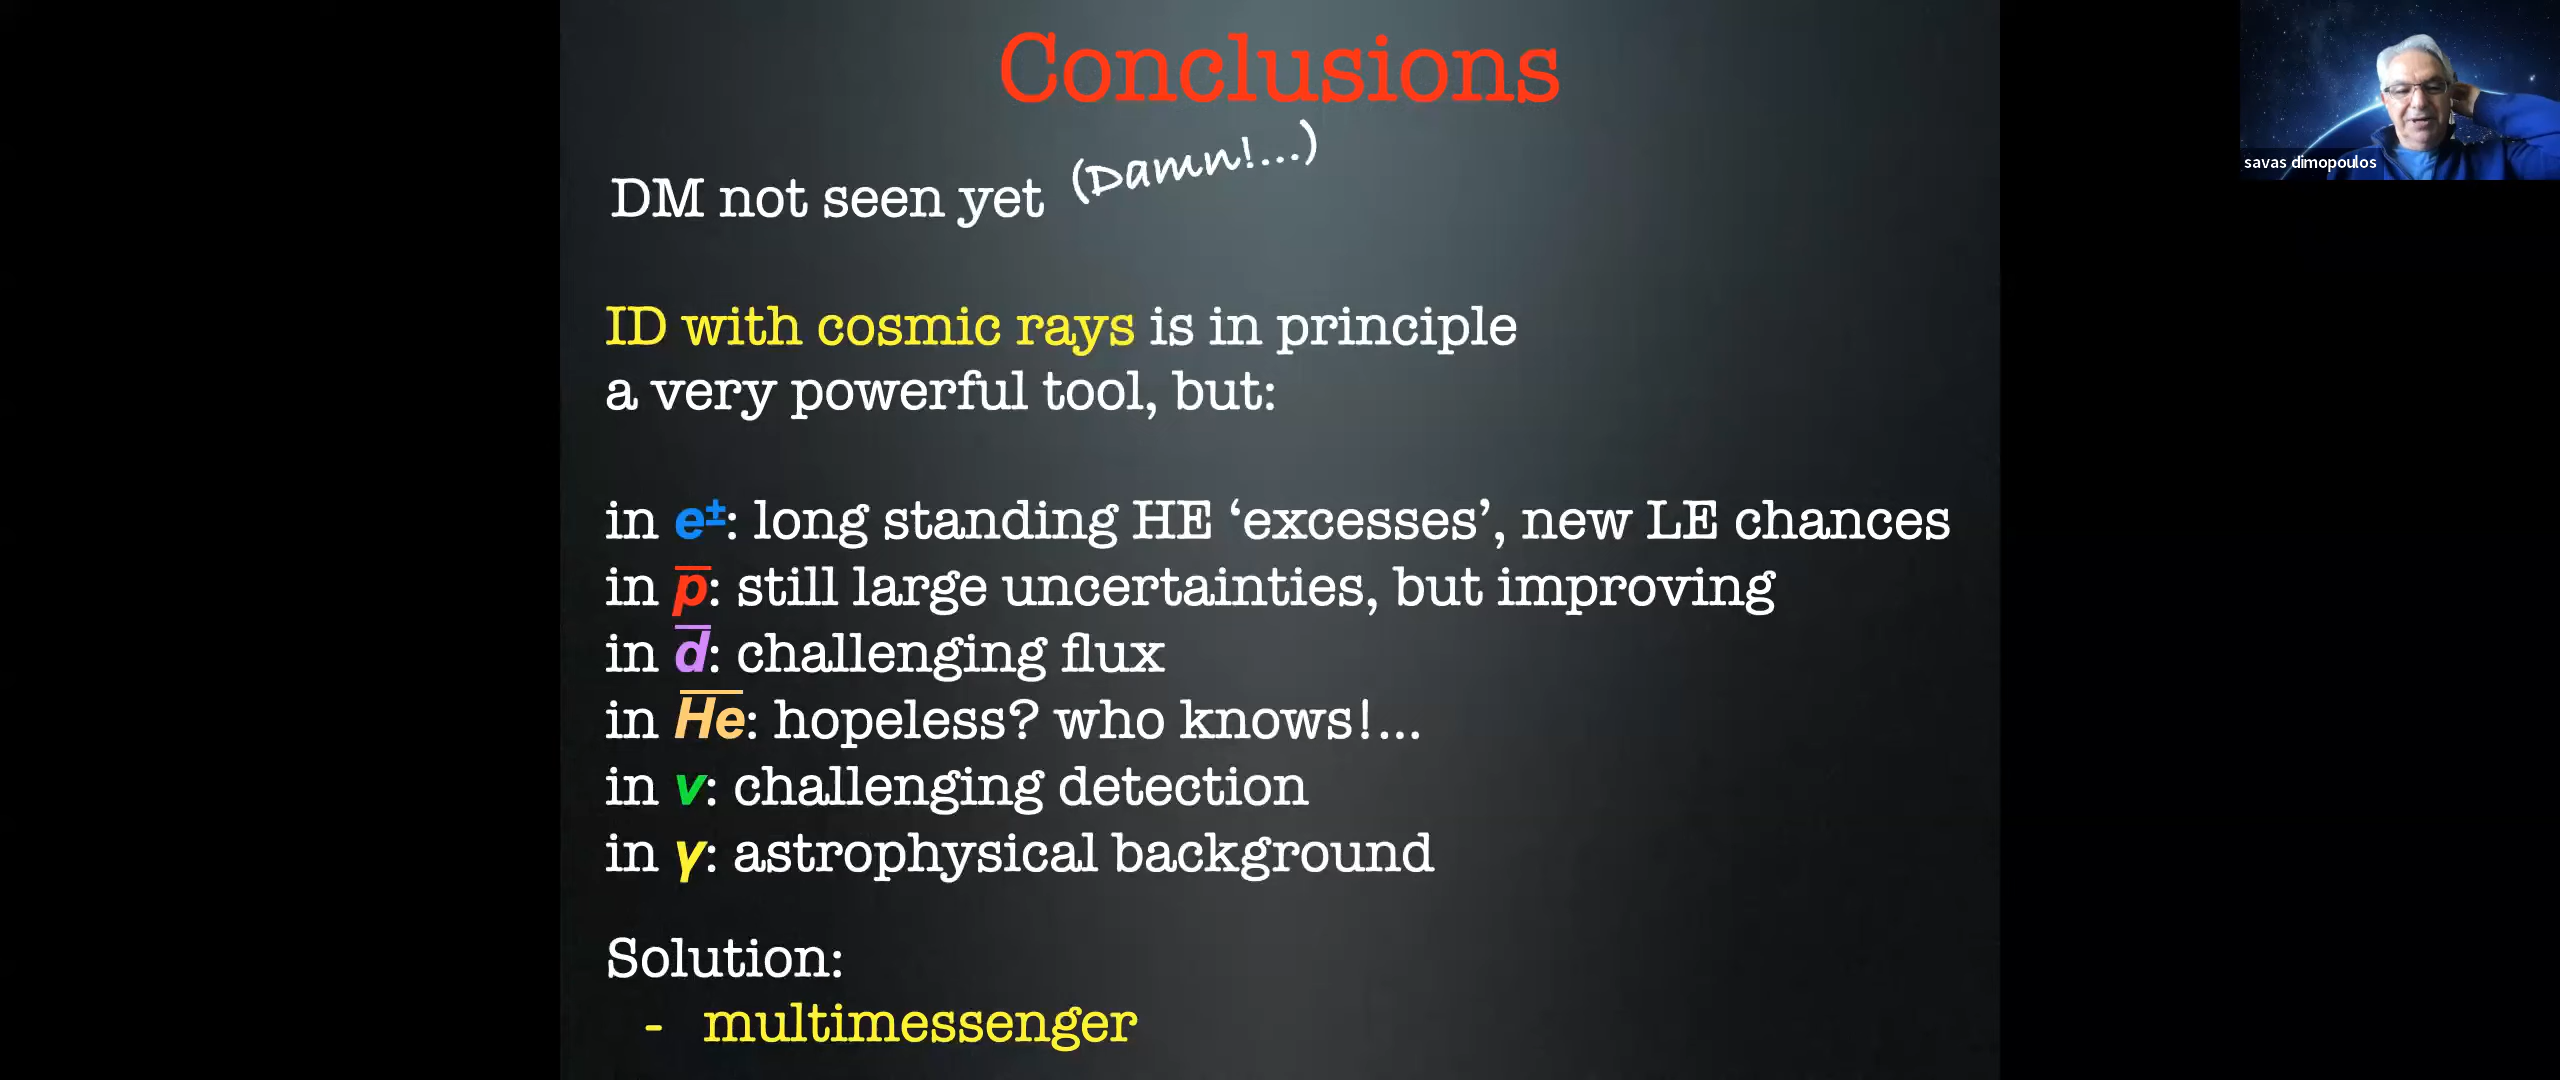 Conclusions
DM not seen yet (Damn!...)
ID with cosmic rays is in principle
a very powerful tool, but:
in e±: long standing HE ‘excesses’, new LE chances
in p̅: still large uncertainties, but improving
in d̅: challenging flux
in H̅e̅: hopeless? who knows!...
in ν: challenging detection
in γ: astrophysical background
Solution:
- multimessenger
savas dimopoulos